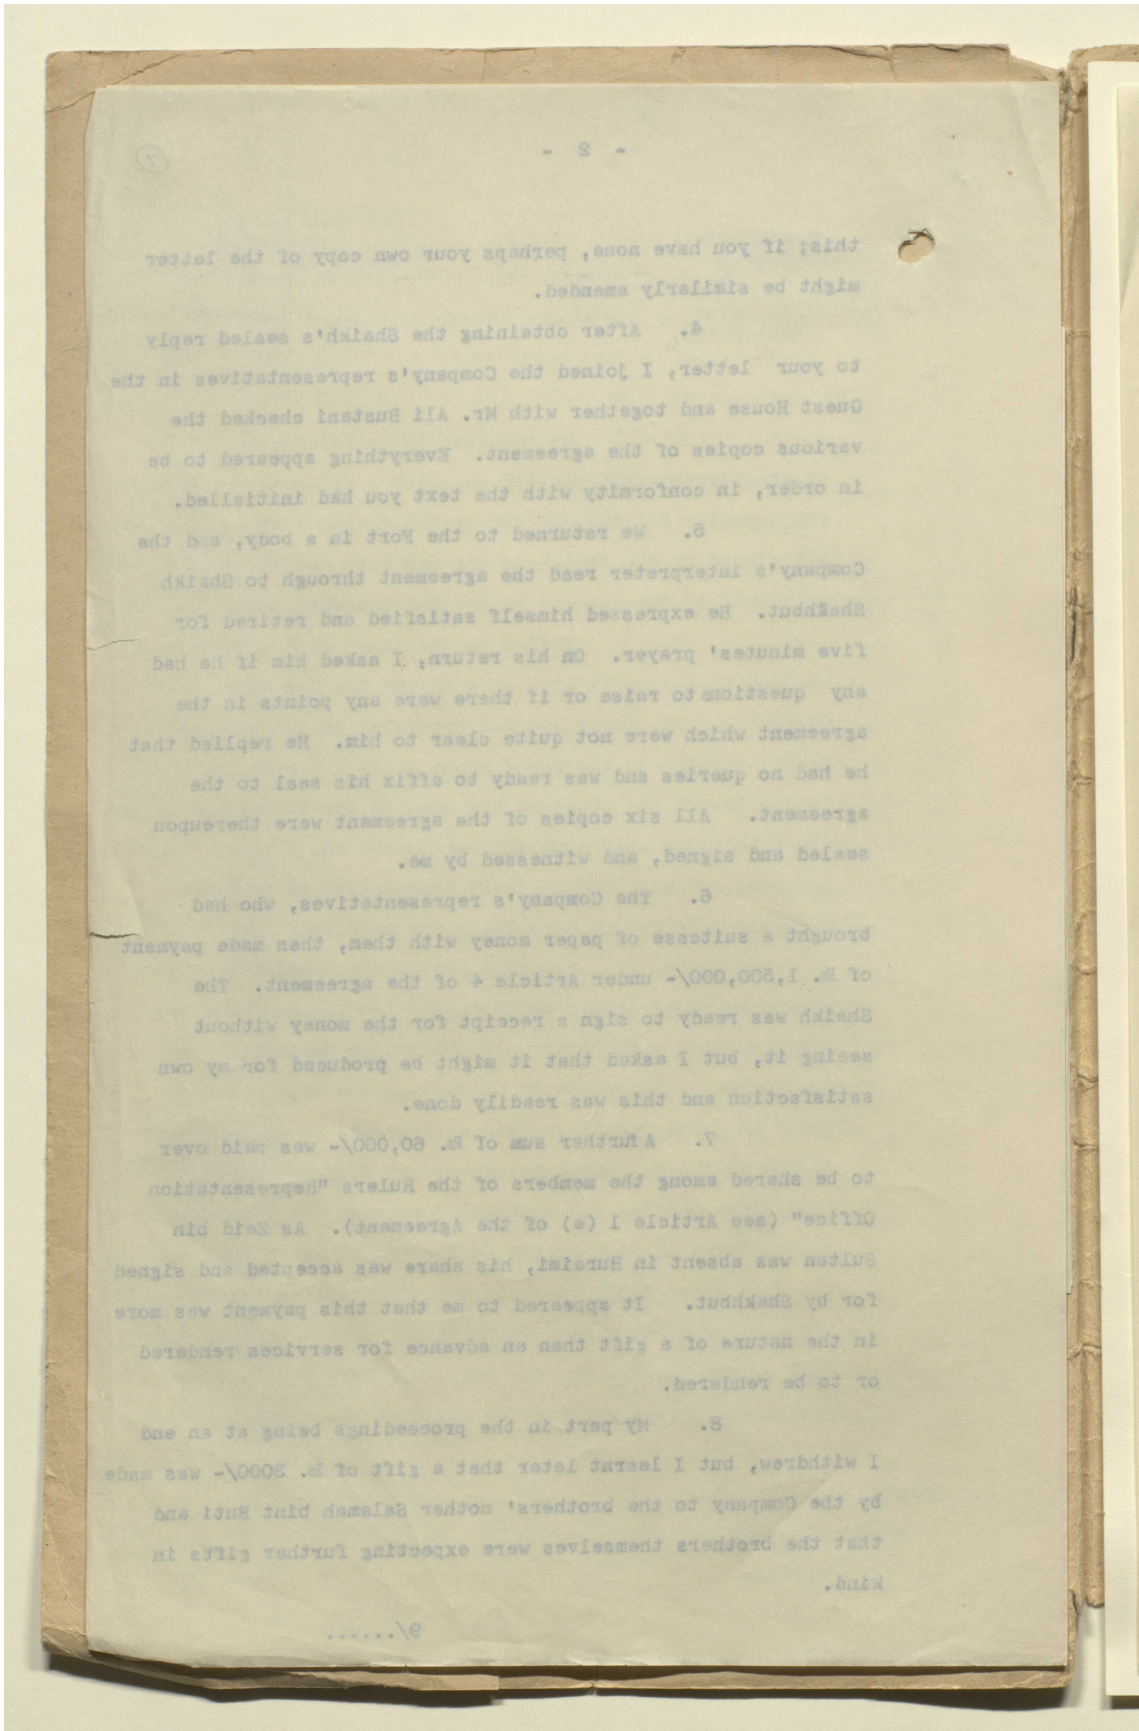 - 2 -
this; if you have none, perhaps your own copy of the letter
might be similarly amended.
4. After obtaining the Shaikh's sealed reply
to your letter, I joined the Company's representatives in the
Guest House and together with Mr. Ali Bustani checked the
various copies of the agreement. Everything appeared to be
in order, in conformity with the text you had initialled.
5. We returned to the Fort in a body, and the
Company's interpreter read the agreement through to Shaikh
Shakhbut. He expressed himself satisfied and retired for
five minutes' prayer. On his return, I asked him if he had
any questions to raise or if there were any points in the
agreement which were not quite clear to him. He replied that
he had no queries and was ready to affix his seal to the
agreement. All six copies of the agreement were thereupon
sealed and signed, and witnessed by me.
6. The Company's representatives, who had
brought a suitcase of paper money with them, then made payment
of Rs. 1,500,000/- under Article 4 of the agreement. The
Shaikh was ready to sign a receipt for the money without
seeing it, but I asked that it might be produced for my own
satisfaction and this was readily done.
7. A further sum of Rs. 60,000/- was paid over
to be shared among the members of the Rulers "Representation
Office" (see Article 1 (e) of the Agreement). As Zaid bin
Sultan was absent in Buraimi, his share was accepted and signed
for by Shakhbut. It appeared to me that this payment was more
in the nature of a gift than an advance for services rendered
or to be rendered.
8. My part in the proceedings being at an end
I withdrew, but I learnt later that a gift of Rs. 3000/- was made
by the Company to the brothers' mother Salamah bint Buti and
that the brothers themselves were expecting further gifts in
kind.
9/......